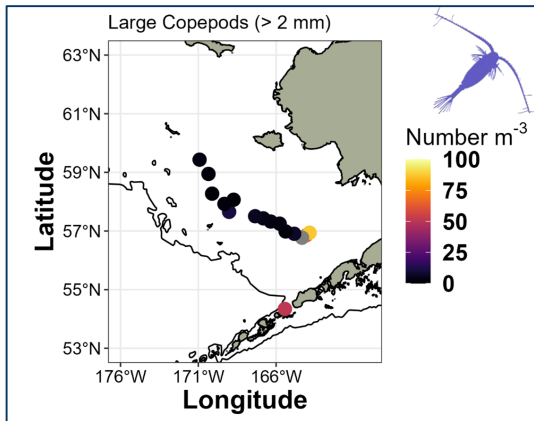 Large Copepods (> 2 mm)
63°N
61°N
59°N
57°N
55°N
53°N
Latitude
176°W
171°W
166°W
Longitude
Number m-3
100
75
50
25
0